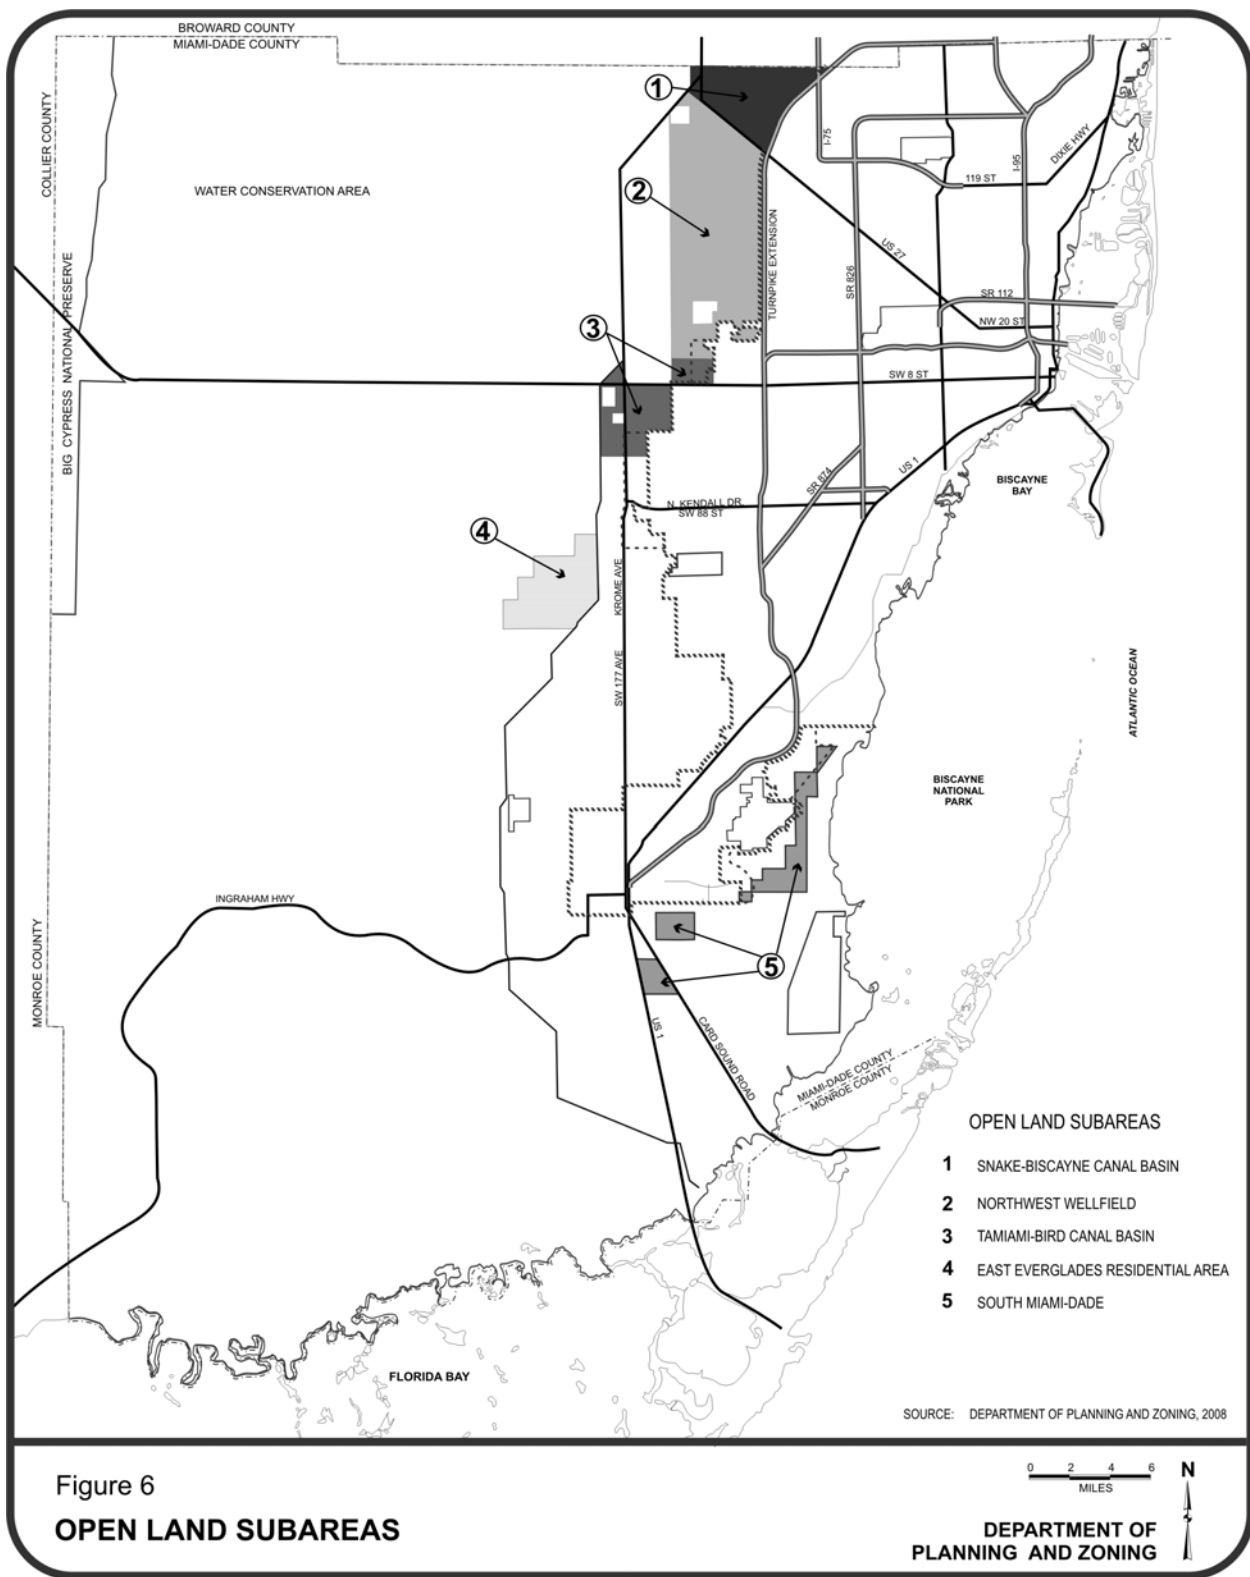 BROWARD COUNTY
MIAMI-DADE COUNTY
COLLIER COUNTY
BIG CYPRESS NATIONAL PRESERVE
MONROE COUNTY
WATER CONSERVATION AREA
1
2
3
4
5
I-75
I-95
DIXIE HWY
119 ST
TURNPIKE EXTENSION
US 27
SR 826
SR 112
NW 20 ST
SW 8 ST
SR 874
US 1
N. KENDALL DR.
SW 88 ST
KROME AVE
SW 177 AVE
BISCAYNE
BAY
ATLANTIC OCEAN
BISCAYNE
NATIONAL
PARK
INGRAHAM HWY
US 1
CARD SOUND ROAD
MIAMI-DADE COUNTY
MONROE COUNTY
FLORIDA BAY
OPEN LAND SUBAREAS
1 SNAKE-BISCAYNE CANAL BASIN
2 NORTHWEST WELLFIELD
3 TAMIAMI-BIRD CANAL BASIN
4 EAST EVERGLADES RESIDENTIAL AREA
5 SOUTH MIAMI-DADE
SOURCE: DEPARTMENT OF PLANNING AND ZONING, 2008
Figure 6
OPEN LAND SUBAREAS
0 2 4 6
MILES
N
DEPARTMENT OF
PLANNING AND ZONING